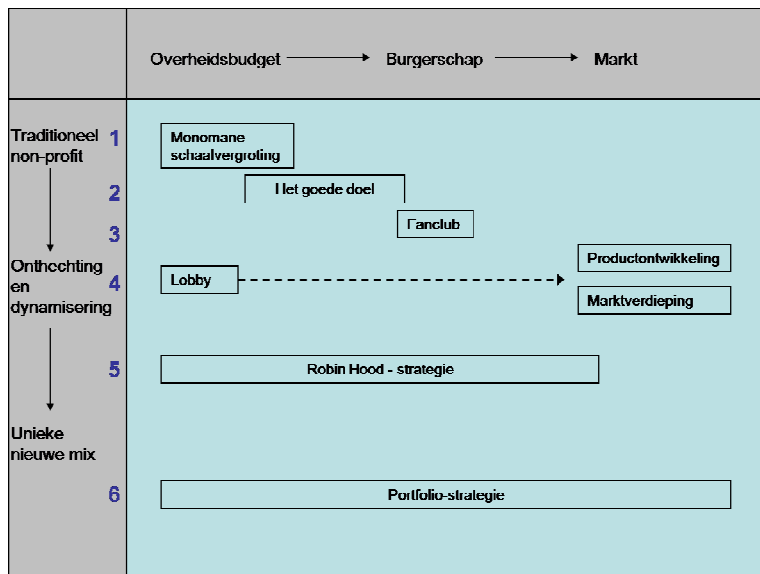 Overheidsbudget Burgerschap Markt
Traditioneel
non-profit
1
Monomane
schaalvergroting
2
Het goede doel
3
Fanclub
Onthechting
en
dynamisering
4
Lobby
Productontwikkeling
Marktverdieping
5
Robin Hood - strategie
Unieke
nieuwe mix
6
Portfolio-strategie